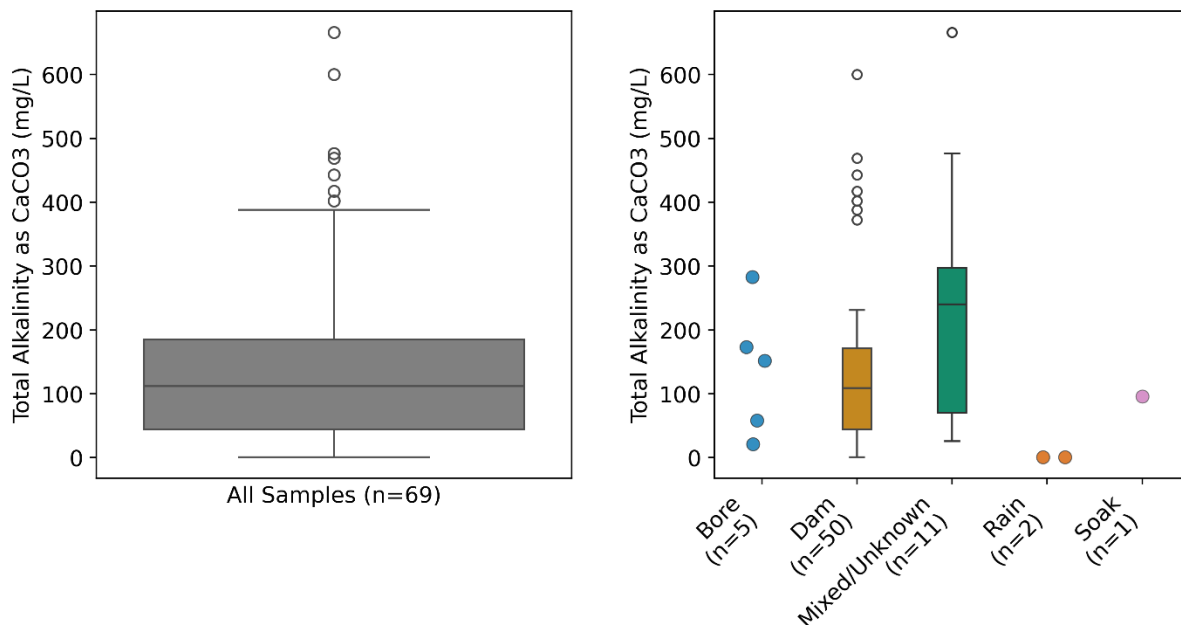 Total Alkalinity as CaCO3 (mg/L)
600
500
400
300
200
100
0
All Samples (n=69)
Total Alkalinity as CaCO3 (mg/L)
600
500
400
300
200
100
0
Bore
(n=5)
Dam
(n=50)
Mixed/Unknown
(n=11)
Rain
(n=2)
Soak
(n=1)